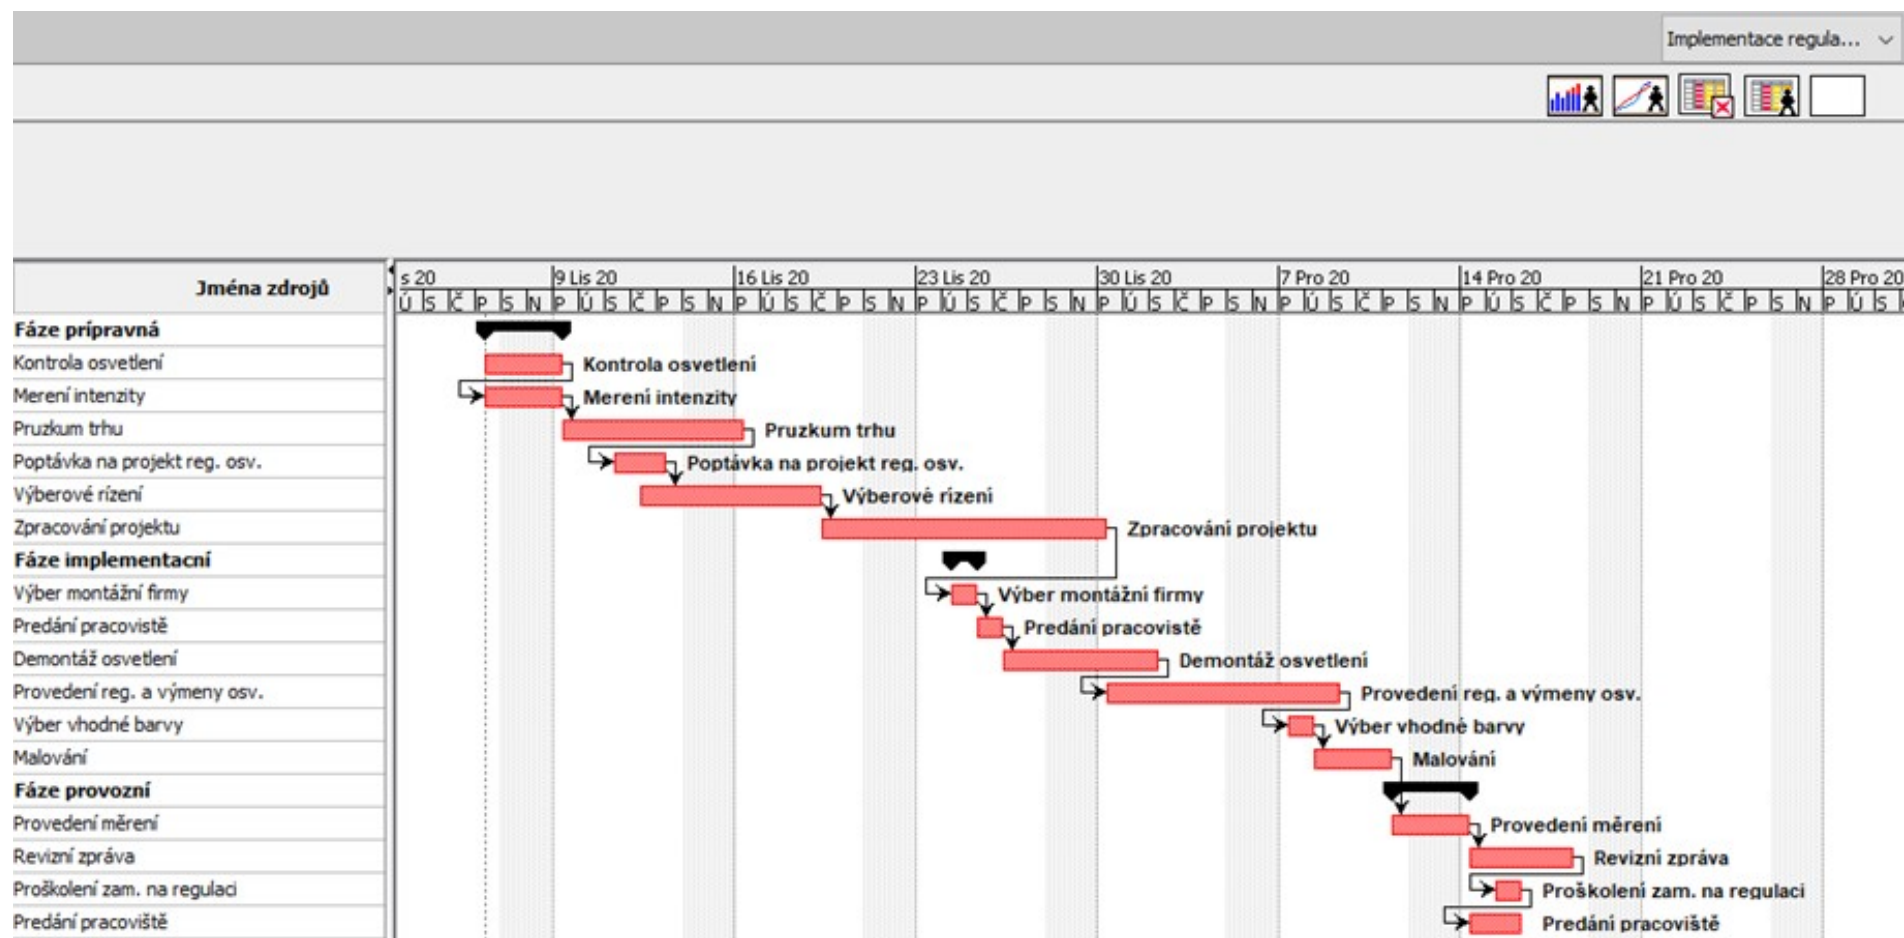 Implementace regula...
Jména zdrojů
s 20 9 Lis 20 16 Lis 20 23 Lis 20 30 Lis 20 7 Pro 20 14 Pro 20 21 Pro 20 28 Pro 20
Ú S Č P S N P Ú S Č P S N P Ú S Č P S N P Ú S Č P S N P Ú S Č P S N P Ú S Č P S N P Ú S Č P S N P Ú S Č P S N P Ú S
Fáze prípravná
Kontrola osvetlení Kontrola osvetlení
Merení intenzity Merení intenzity
Pruzkum trhu Pruzkum trhu
Poptávka na projekt reg. osv. Poptávka na projekt reg. osv.
Výberové rízení Výberové rízení
Zpracování projektu Zpracování projektu
Fáze implementacní
Výber montážní firmy Výber montážní firmy
Predání pracovistě Predání pracovistě
Demontáž osvetlení Demontáž osvetlení
Provedení reg. a výmeny osv. Provedení reg. a výmeny osv.
Výber vhodné barvy Výber vhodné barvy
Malování Malování
Fáze provozní
Provedení měrení Provedení měrení
Revizní zpráva Revizní zpráva
Proškolení zam. na regulaci Proškolení zam. na regulaci
Predání pracoviště Predání pracoviště